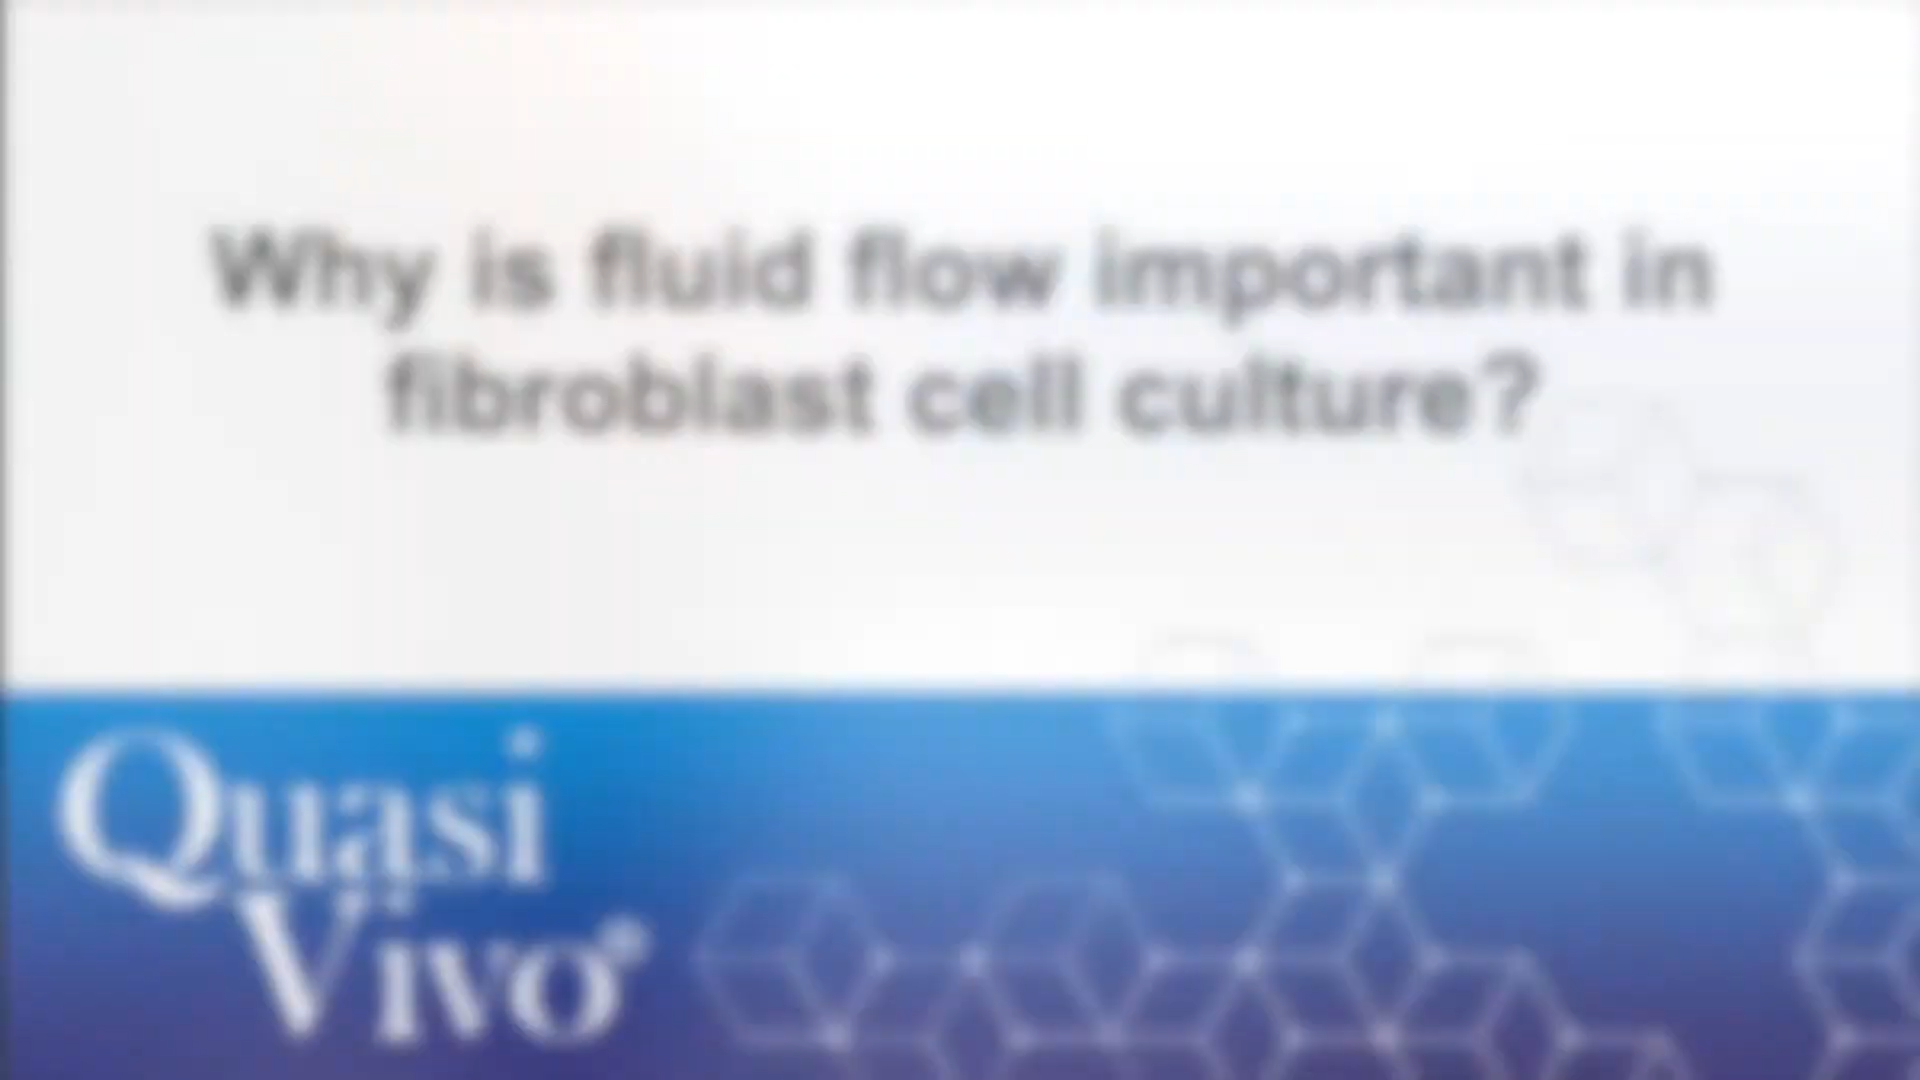 Why is fluid flow important in
fibroblast cell culture?
Quasi
Vivo®